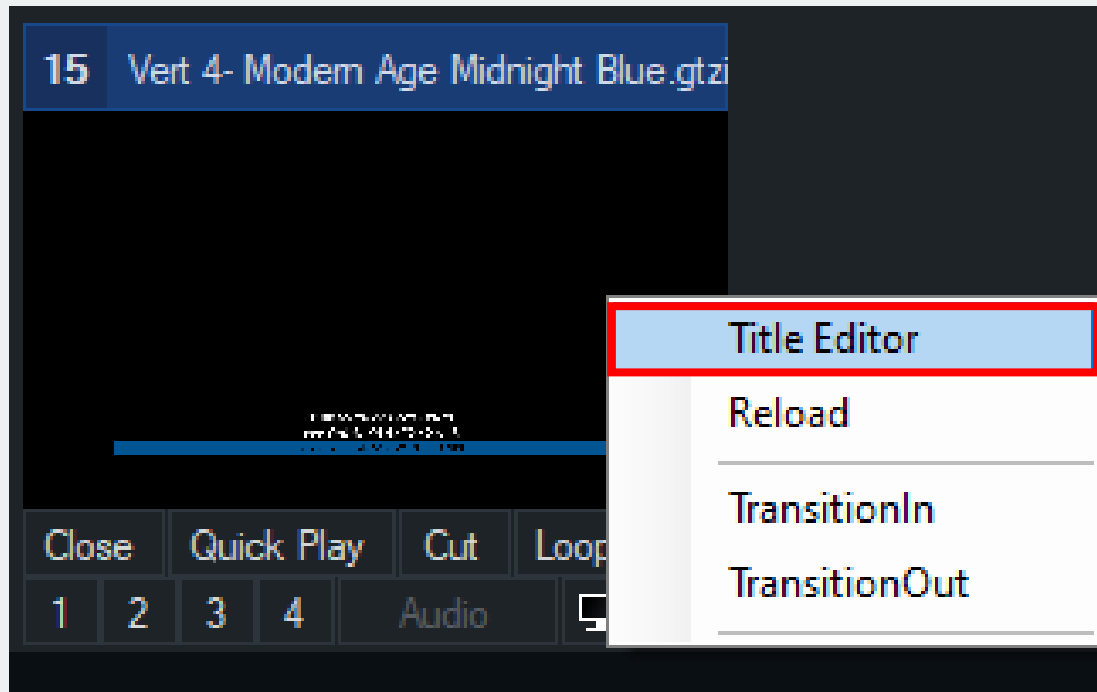 15 Vert 4- Modern Age Midnight Blue.gtzi
Title Editor
Reload
TransitionIn
TransitionOut
Close Quick Play Cut Loop
1 2 3 4 Audio